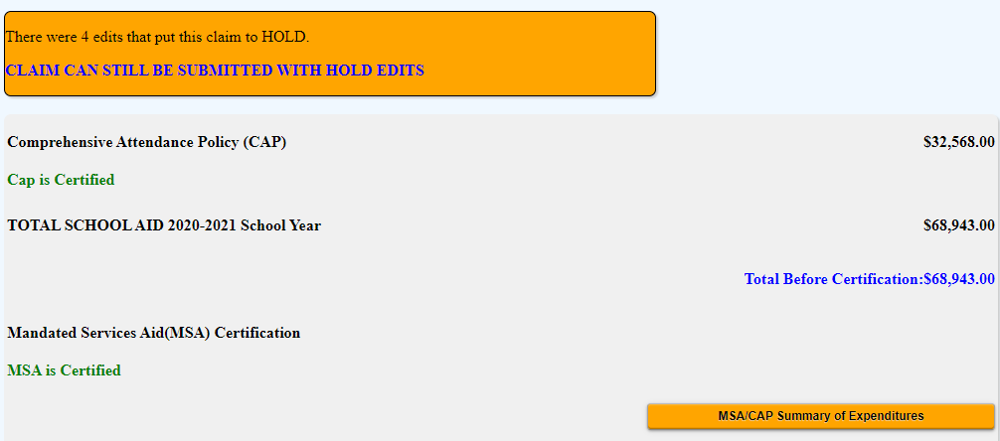 There were 4 edits that put this claim to HOLD.
CLAIM CAN STILL BE SUBMITTED WITH HOLD EDITS
Comprehensive Attendance Policy (CAP) $32,568.00
Cap is Certified
TOTAL SCHOOL AID 2020-2021 School Year $68,943.00
Total Before Certification:$68,943.00
Mandated Services Aid(MSA) Certification
MSA is Certified
MSA/CAP Summary of Expenditures